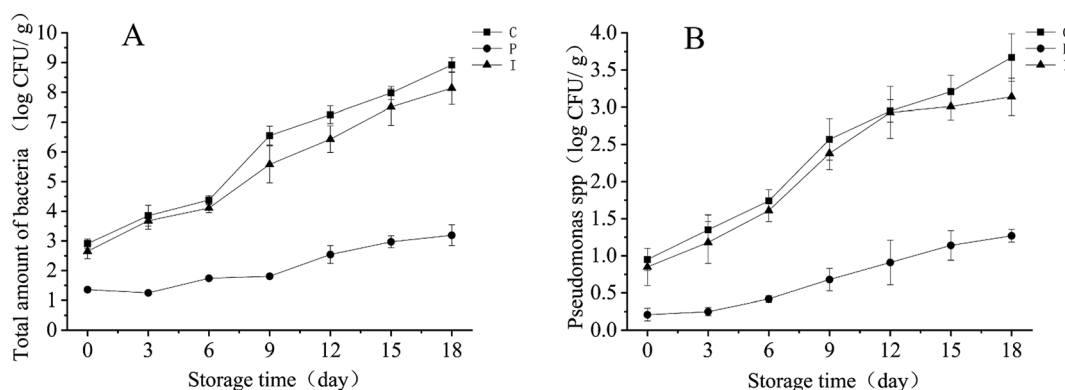 A
C
P
I
10
9
8
7
6
5
4
3
2
1
0
Total amount of bacteria (log CFU/g)
0 3 6 9 12 15 18
Storage time (day)
B
4.0
3.5
3.0
2.5
2.0
1.5
1.0
0.5
0.0
Pseudomonas spp (log CFU/g)
0 3 6 9 12 15 18
Storage time (day)